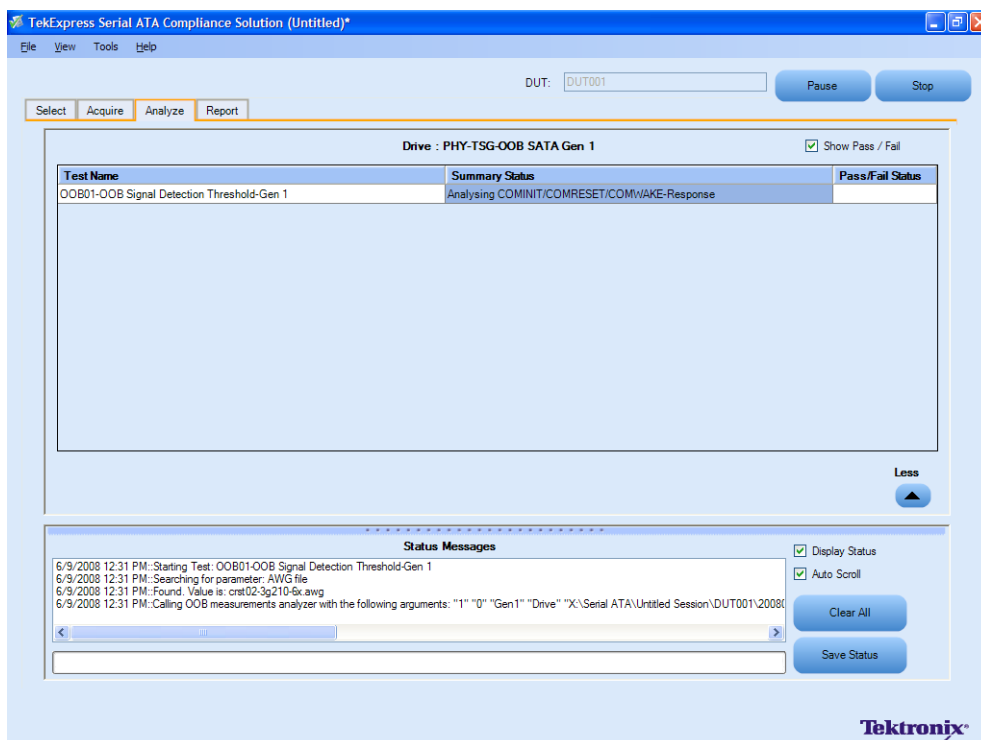 TekExpress Serial ATA Compliance Solution (Untitled)*
File View Tools Help
DUT: DUT001 Pause Stop
Select Acquire Analyze Report
Drive : PHY-TSG-OOB SATA Gen 1 Show Pass / Fail
Test Name Summary Status Pass/Fail Status
OOB01-OOB Signal Detection Threshold-Gen 1 Analysing COMINIT/COMRESET/COMWAKE-Response
Less
Status Messages
Display Status
Auto Scroll
6/9/2008 12:31 PM::Starting Test: OOB01-OOB Signal Detection Threshold-Gen 1
6/9/2008 12:31 PM::Searching for parameter: AWG file
6/9/2008 12:31 PM::Found. Value is: crst02-3g210-6x.awg
6/9/2008 12:31 PM::Calling OOB measurements analyzer with the following arguments: "1" "0" "Gen1" "Drive" "X:\Serial ATA\Untitled Session\DUT001\2008
Clear All
Save Status
Tektronix